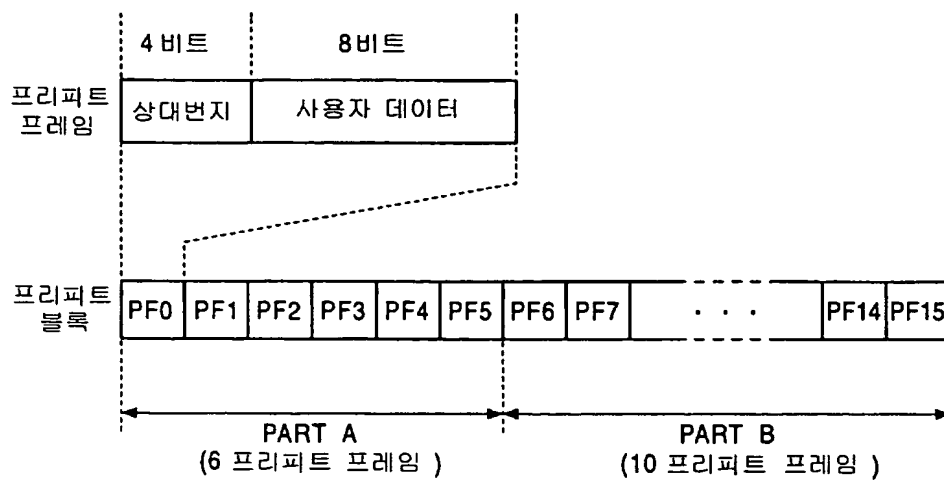 4 비트
8비트
프리피트
프레임
상대번지
사용자 데이터
프리피트
블록
PF0
PF1
PF2
PF3
PF4
PF5
PF6
PF7
· · ·
PF14
PF15
PART A
(6 프리피트 프레임 )
PART B
(10 프리피트 프레임 )